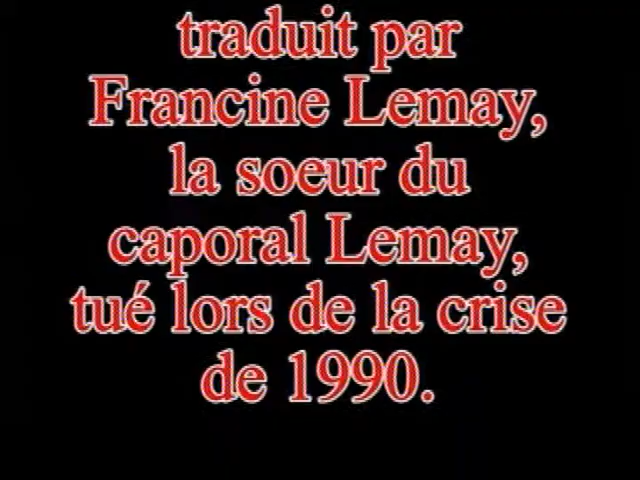 traduit par
Francine Lemay,
la soeur du
caporal Lemay,
tué lors de la crise
de 1990.